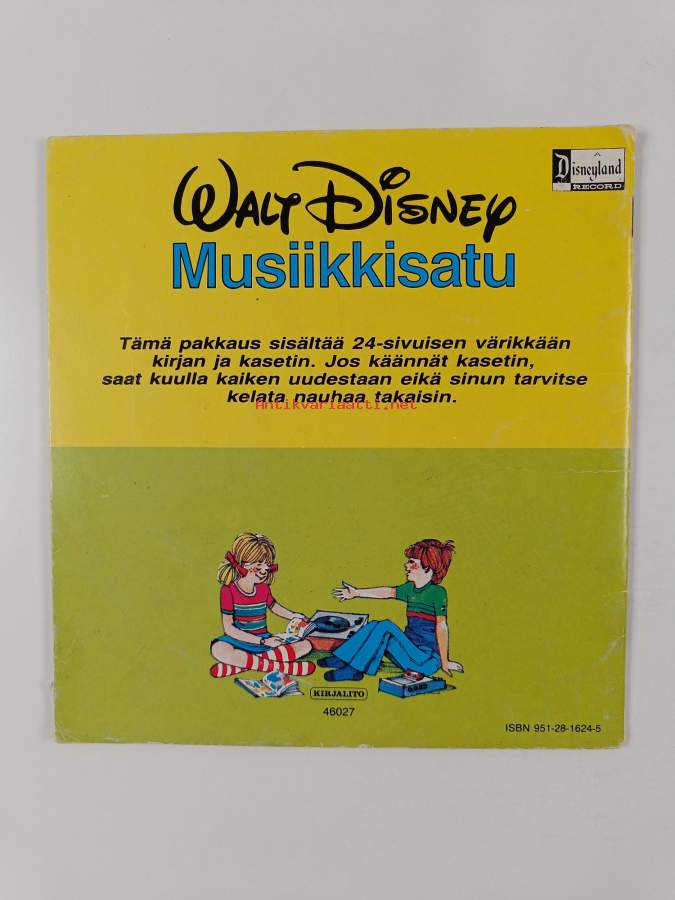 WALT DISNEY
Disneyland
RECORD
Musiikkisatu
Tämä pakkaus sisältää 24-sivuisen värikkään
kirjan ja kasetin. Jos käännät kasetin,
saat kuulla kaiken uudestaan eikä sinun tarvitse
kelata nauhaa takaisin.
Antikvariaatti.net
KIRJALITO
46027
ISBN 951-28-1624-5